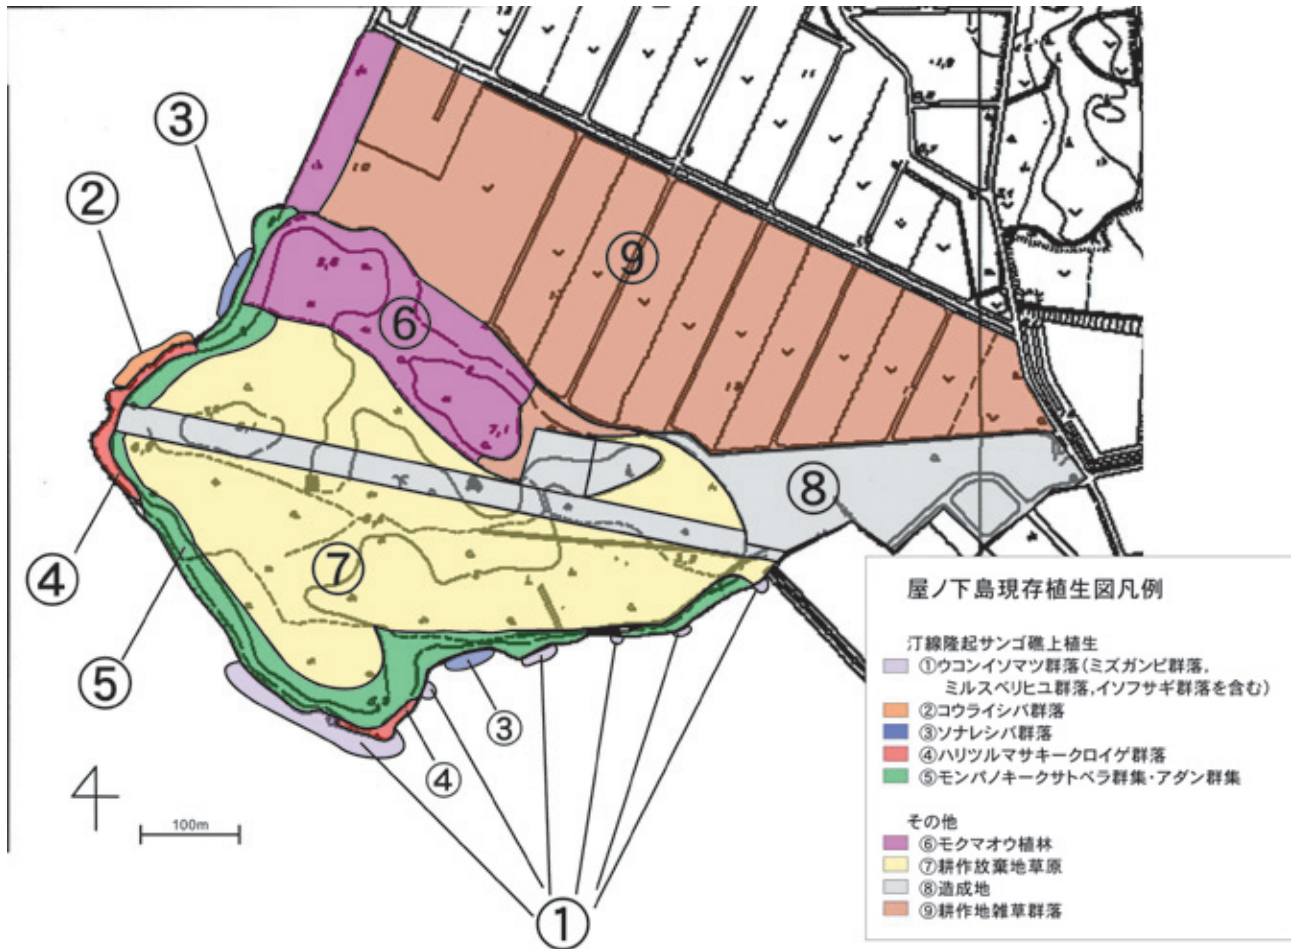 ③
②
⑨
⑥
⑧
④
⑦
⑤
③
④
①
100m
屋ノ下島現存植生図凡例
汀線隆起サンゴ礁上植生
①ウコンイソマツ群落(ミズガンピ群落,
ミルスベリヒユ群落,イソフサギ群落を含む)
②コウライシバ群落
③ソナレシバ群落
④ハリツルマサキークロイゲ群落
⑤モンパノキークサトベラ群集・アダン群集
その他
⑥モクマオウ植林
⑦耕作放棄地草原
⑧造成地
⑨耕作地雑草群落